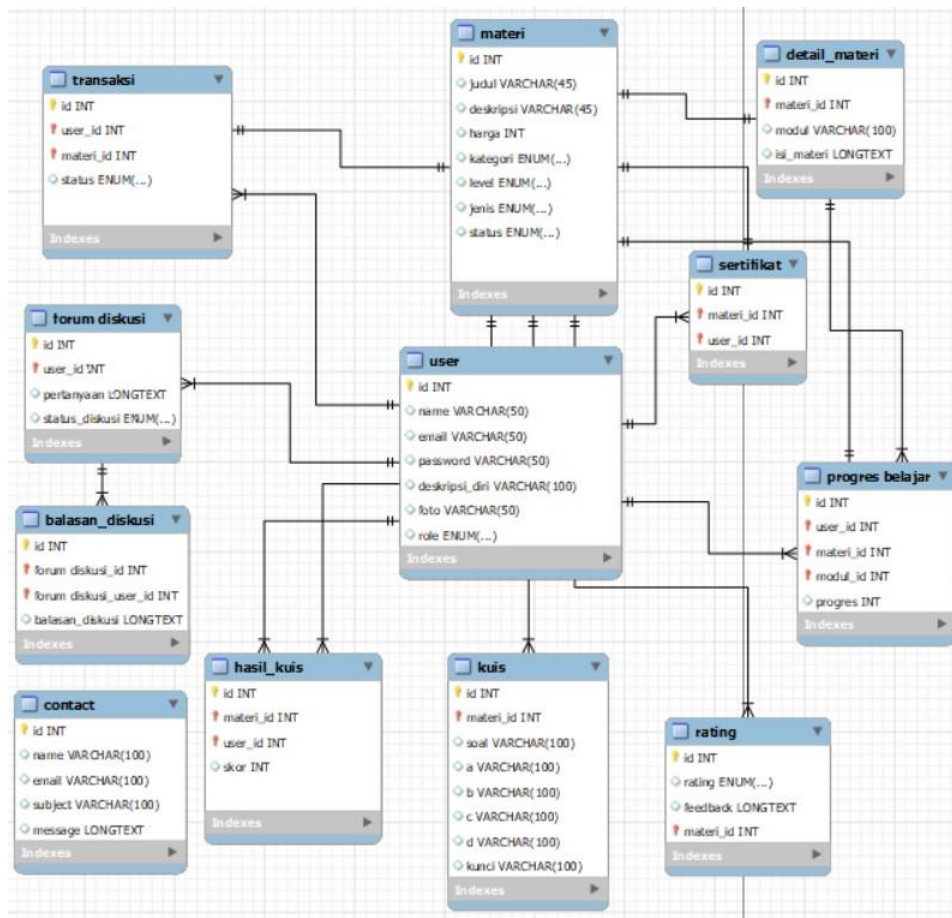 materi
id INT
judul VARCHAR(45)
deskripsi VARCHAR(45)
harga INT
kategori ENUM(...)
level ENUM(...)
jenis ENUM(...)
status ENUM(...)
Indexes
detail_materi
id INT
materi_id INT
modul VARCHAR(100)
isi_materi LONGTEXT
Indexes
transaksi
id INT
user_id INT
materi_id INT
status ENUM(...)
Indexes
sertifikat
id INT
materi_id INT
user_id INT
Indexes
forum diskusi
id INT
user_id INT
pertanyaan LONGTEXT
status_diskusi ENUM(...)
Indexes
user
id INT
name VARCHAR(50)
email VARCHAR(50)
password VARCHAR(50)
deskripsi_diri VARCHAR(100)
foto VARCHAR(50)
role ENUM(...)
Indexes
progres belajar
id INT
user_id INT
materi_id INT
modul_id INT
progres INT
Indexes
balasan_diskusi
id INT
forum diskusi_id INT
forum diskusi_user_id INT
balasan_diskusi LONGTEXT
Indexes
hasil_kuis
id INT
materi_id INT
user_id INT
skor INT
Indexes
kuis
id INT
materi_id INT
soal VARCHAR(100)
a VARCHAR(100)
b VARCHAR(100)
c VARCHAR(100)
d VARCHAR(100)
kunci VARCHAR(100)
Indexes
contact
id INT
name VARCHAR(100)
email VARCHAR(100)
subject VARCHAR(100)
message LONGTEXT
Indexes
rating
id INT
rating ENUM(...)
feedback LONGTEXT
materi_id INT
Indexes